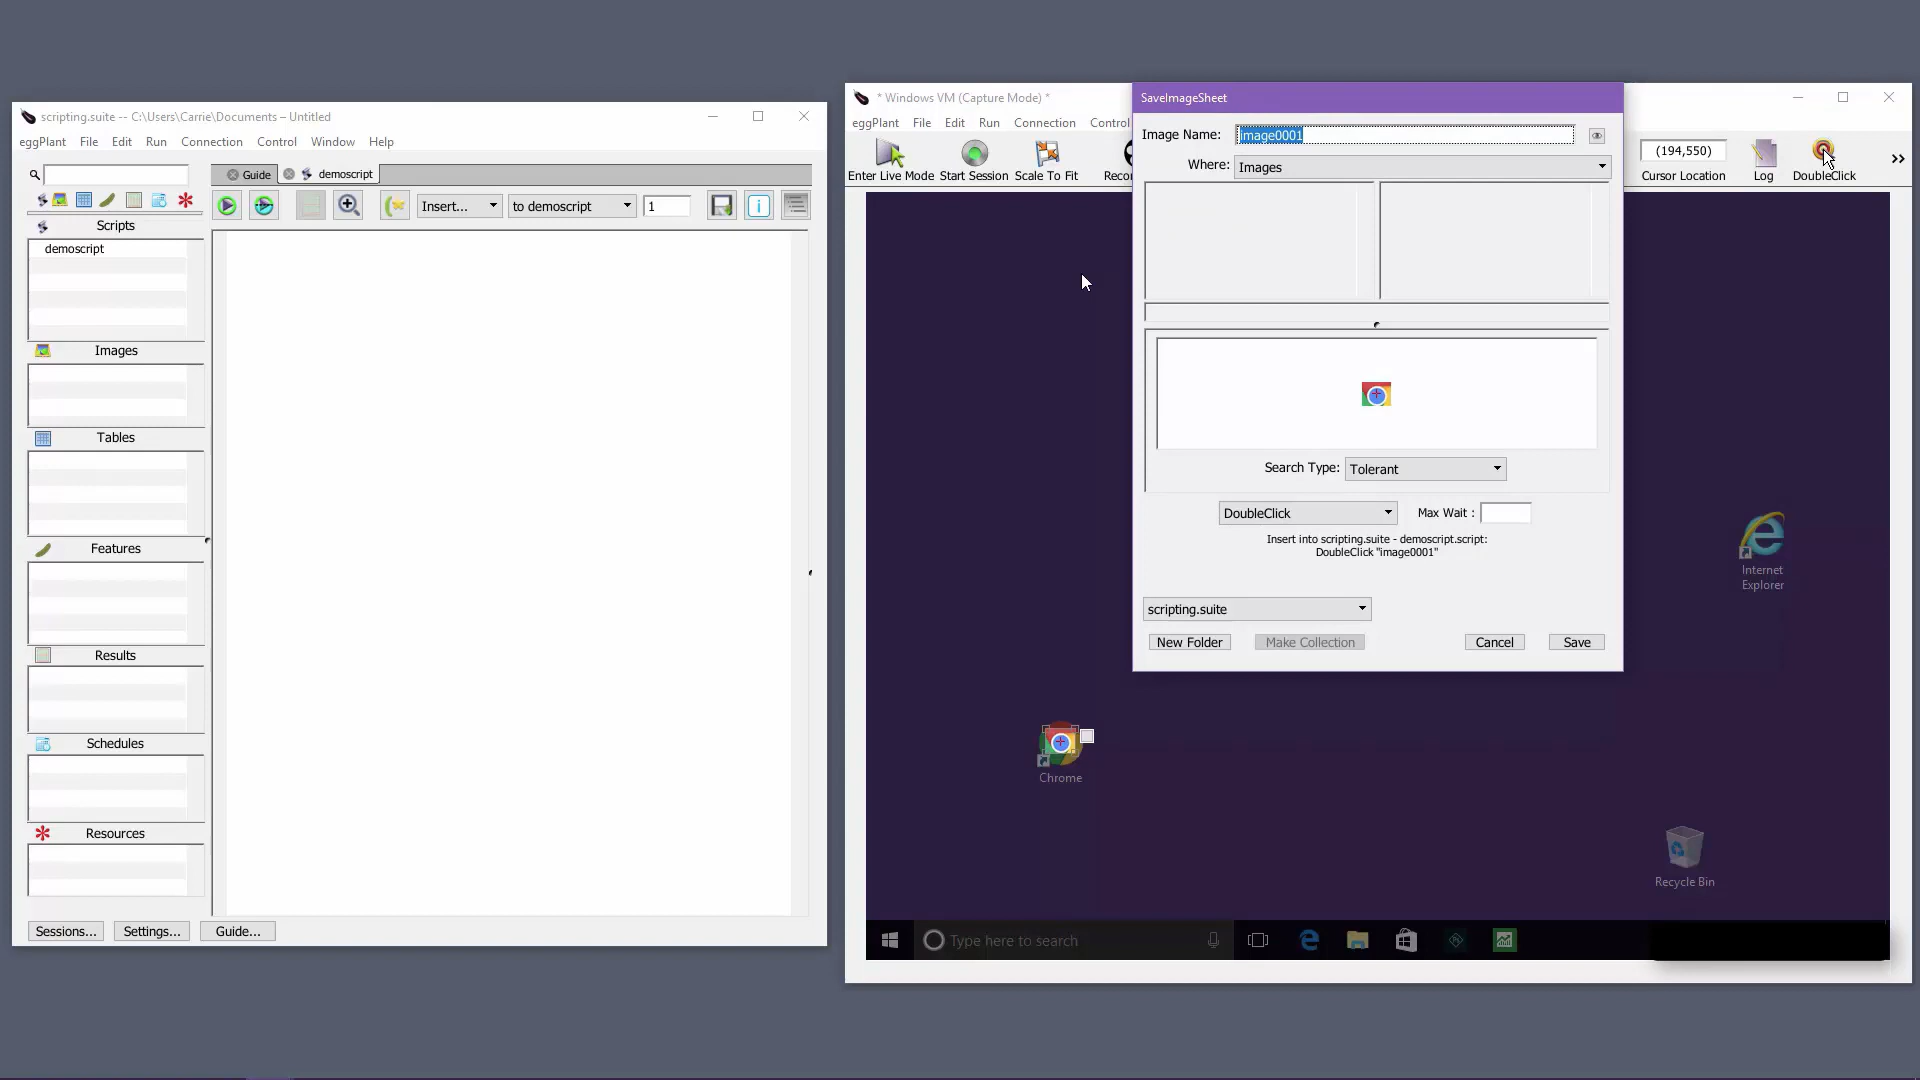 scripting.suite -- C:\Users\Carrie\Documents – Untitled
eggPlant File Edit Run Connection Control Window Help
Guide demoscript
Insert... to demoscript 1
Scripts
demoscript
Images
Tables
Features
Results
Schedules
Resources
Sessions... Settings... Guide...
* Windows VM (Capture Mode) *
eggPlant File Edit Run Connection Control
Enter Live Mode Start Session Scale To Fit Recor
(194,550)
Cursor Location Log DoubleClick
SaveImageSheet
Image Name: image0001
Where: Images
Search Type: Tolerant
DoubleClick Max Wait :
Insert into scripting.suite - demoscript.script:
DoubleClick "image0001"
scripting.suite
New Folder Make Collection Cancel Save
Internet
Explorer
Chrome
Recycle Bin
Type here to search